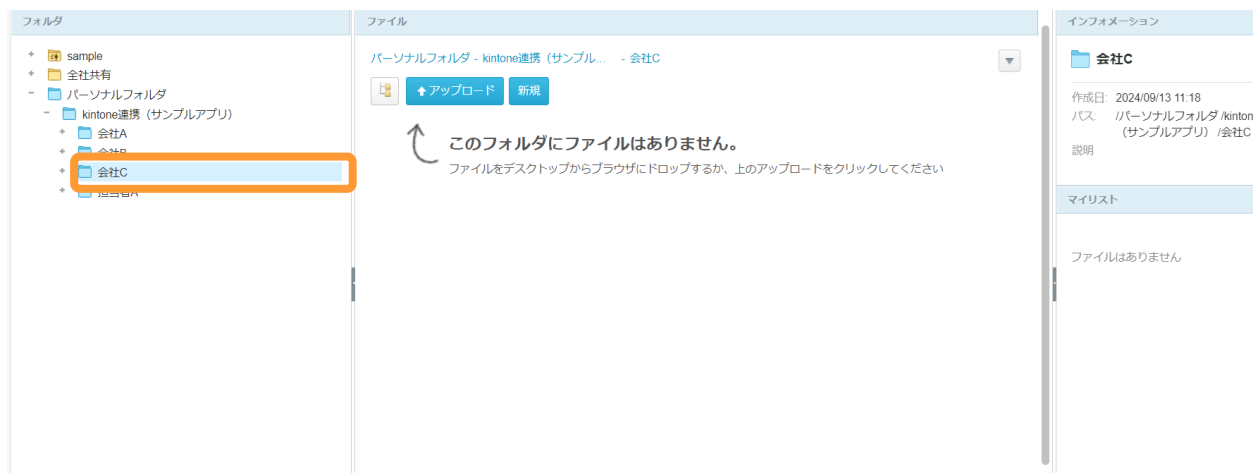 フォルダ
sample
全社共有
パーソナルフォルダ
kintone連携（サンプルアプリ）
会社A
会社B
会社C
担当者A
ファイル
パーソナルフォルダ - kintone連携（サンプル... - 会社C
アップロード 新規
このフォルダにファイルはありません。
ファイルをデスクトップからブラウザにドロップするか、上のアップロードをクリックしてください
インフォメーション
会社C
作成日: 2024/09/13 11:18
パス: /パーソナルフォルダ/kinton
（サンプルアプリ）/会社C
説明
マイリスト
ファイルはありません